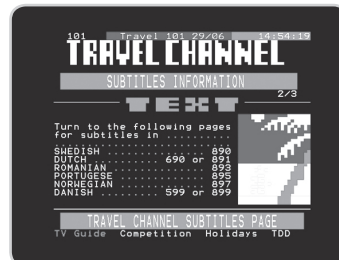 101 Travel 101 29/06 14:54:19
TRAVEL CHANNEL
SUBTITLES INFORMATION
2/3
TEXT
Turn to the following pages
for subtitles in ..........
...........................
SWEDISH ............... 890
DUTCH .......... 690 or 891
ROMANIAN .............. 893
PORTUGESE ............. 895
NORWEGIAN ............. 897
DANISH ......... 599 or 899
TRAVEL CHANNEL SUBTITLES PAGE
TV Guide Competition Holidays TDD